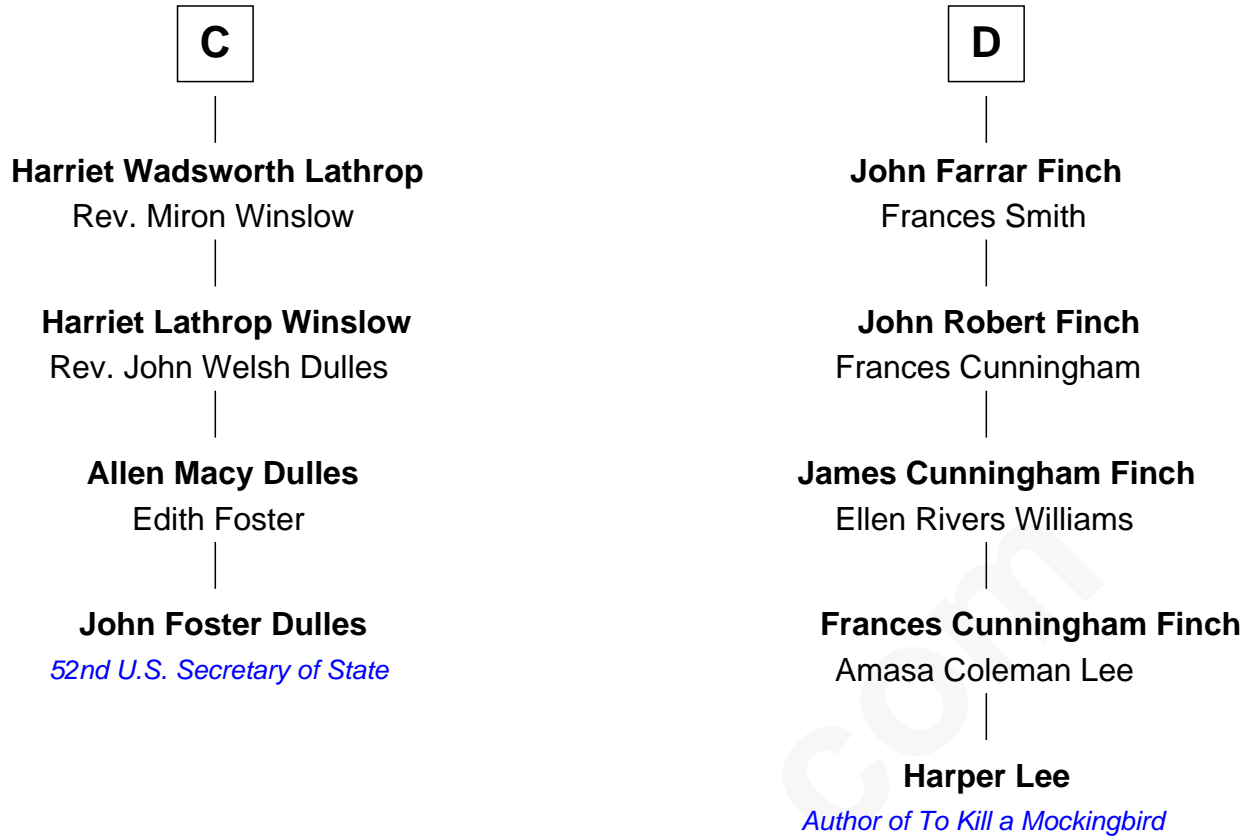 C
Harriet Wadsworth Lathrop
Rev. Miron Winslow
Harriet Lathrop Winslow
Rev. John Welsh Dulles
Allen Macy Dulles
Edith Foster
John Foster Dulles
52nd U.S. Secretary of State
D
John Farrar Finch
Frances Smith
John Robert Finch
Frances Cunningham
James Cunningham Finch
Ellen Rivers Williams
Frances Cunningham Finch
Amasa Coleman Lee
Harper Lee
Author of To Kill a Mockingbird
com